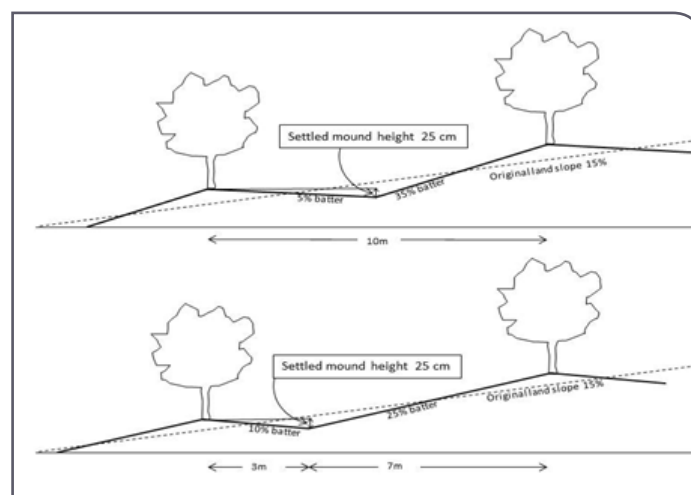 Settled mound height 25 cm
Original land slope 15%
5% batter
35% batter
10m
Settled mound height 25 cm
Original land slope 15%
10% batter
25% batter
3m
7m